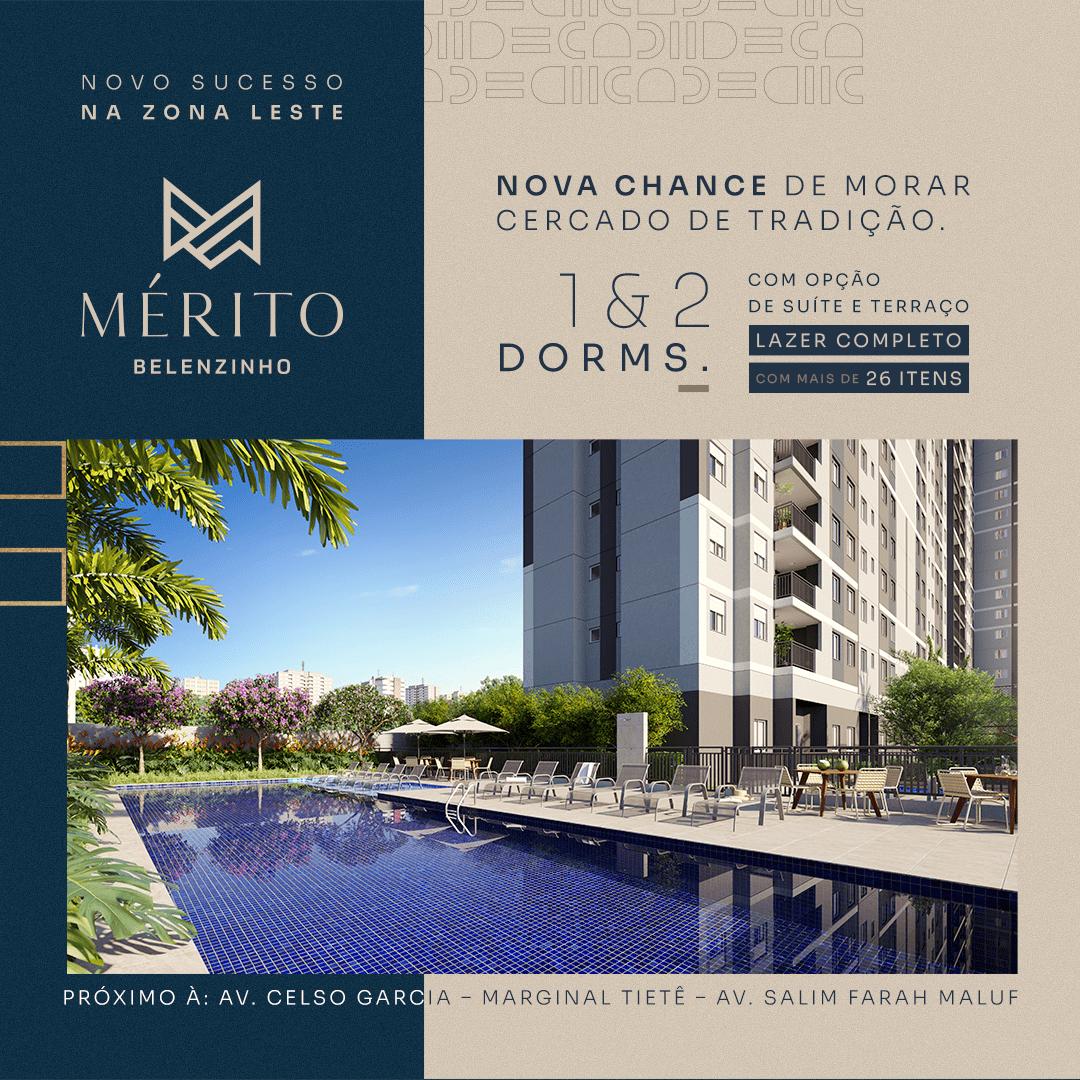 NOVO SUCESSO
NA ZONA LESTE
MÉRITO
BELENZINHO
NOVA CHANCE DE MORAR
CERCADO DE TRADIÇÃO.
1 & 2
DORMS.
COM OPÇÃO
DE SUÍTE E TERRAÇO
LAZER COMPLETO
COM MAIS DE 26 ITENS
PRÓXIMO À: AV. CELSO GARCIA – MARGINAL TIETÊ – AV. SALIM FARAH MALUF